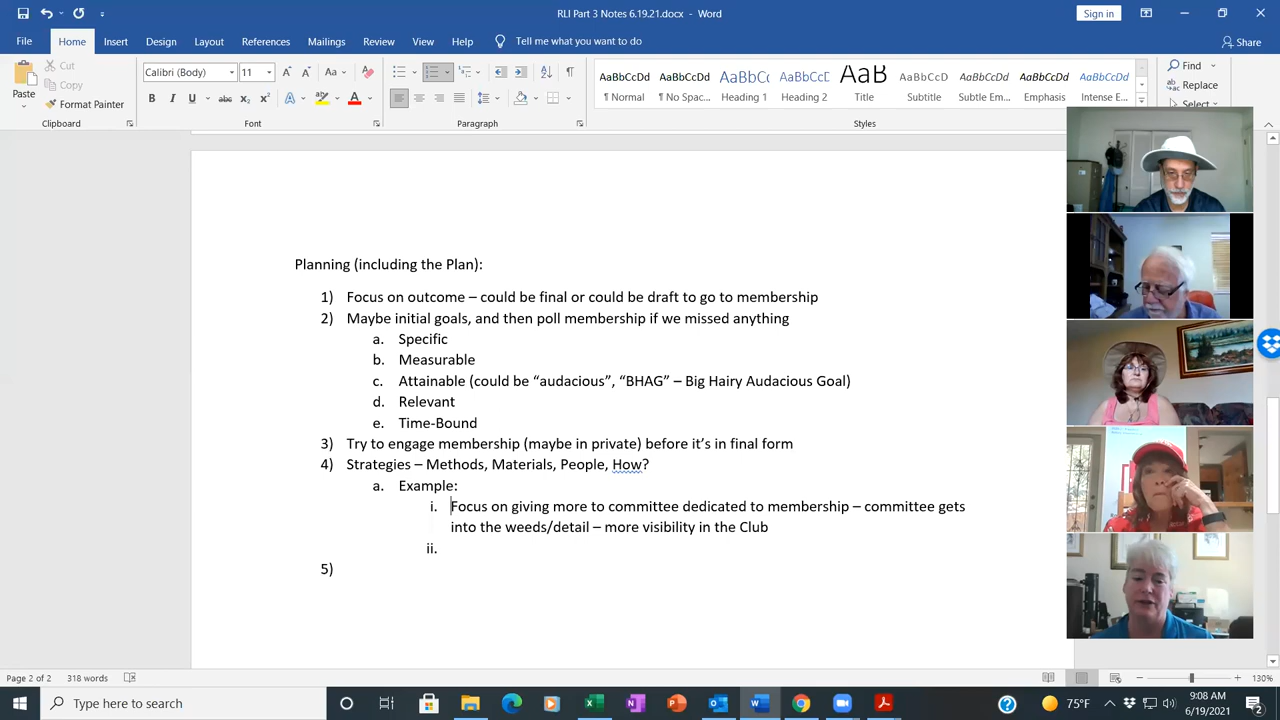 RLI Part 3 Notes 6.19.21.docx - Word
Sign in
File Home Insert Design Layout References Mailings Review View Help Tell me what you want to do Share
Paste
Cut
Copy
Format Painter
Clipboard
Calibri (Body) 11
Font
Paragraph
AaBbCcDd AaBbCcDd AaBbCc AaBbCcC AaB AaBbCcDd AaBbCcDd AaBbCcDd AaBbCcDd
¶ Normal ¶ No Spac... Heading 1 Heading 2 Title Subtitle Subtle Em... Emphasis Intense E...
Styles
Find
Replace
Select
Planning (including the Plan):
1) Focus on outcome – could be final or could be draft to go to membership
2) Maybe initial goals, and then poll membership if we missed anything
a. Specific
b. Measurable
c. Attainable (could be “audacious”, “BHAG” – Big Hairy Audacious Goal)
d. Relevant
e. Time-Bound
3) Try to engage membership (maybe in private) before it’s in final form
4) Strategies – Methods, Materials, People, How?
a. Example:
i. Focus on giving more to committee dedicated to membership – committee gets
into the weeds/detail – more visibility in the Club
ii.
5)
Page 2 of 2 318 words
130%
Type here to search
75°F
9:08 AM
6/19/2021
2